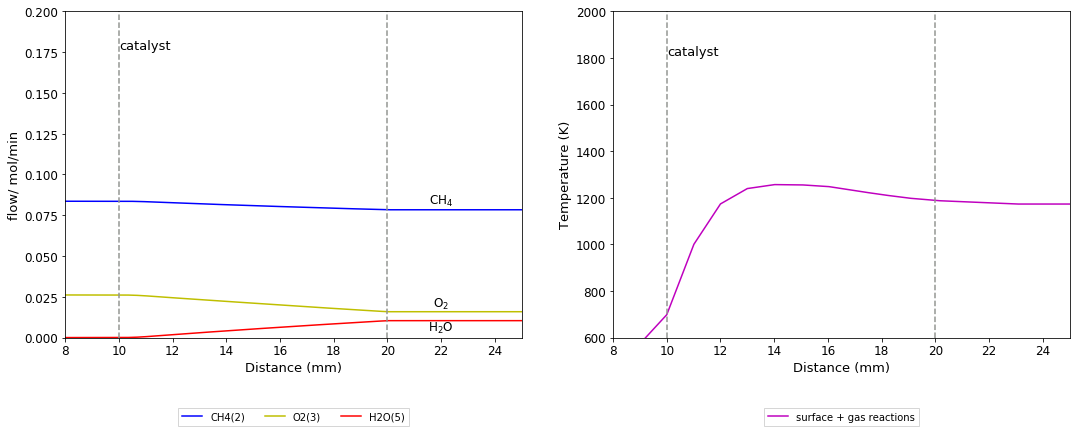 0.200
0.175
0.150
0.125
0.100
0.075
0.050
0.025
0.000
flow/ mol/min
catalyst
CH₄
O₂
H₂O
8 10 12 14 16 18 20 22 24
Distance (mm)
CH4(2) O2(3) H2O(5)
2000
1800
1600
1400
1200
1000
800
600
Temperature (K)
catalyst
8 10 12 14 16 18 20 22 24
Distance (mm)
surface + gas reactions